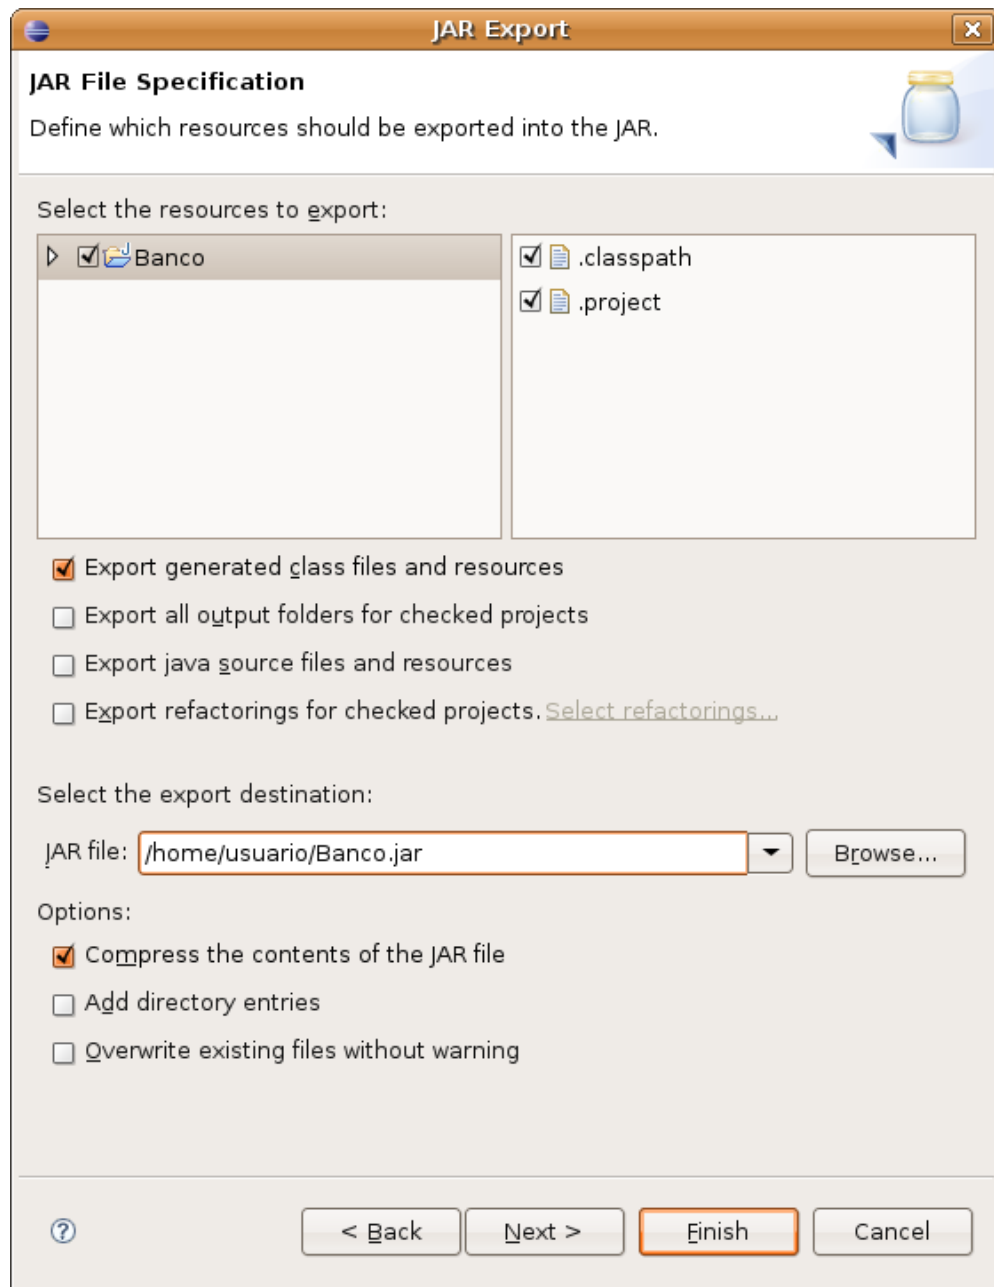 JAR Export
JAR File Specification
Define which resources should be exported into the JAR.
Select the resources to export:
Banco
.classpath
.project
Export generated class files and resources
Export all output folders for checked projects
Export java source files and resources
Export refactorings for checked projects. Select refactorings...
Select the export destination:
JAR file: /home/usuario/Banco.jar Browse...
Options:
Compress the contents of the JAR file
Add directory entries
Overwrite existing files without warning
? < Back Next > Finish Cancel